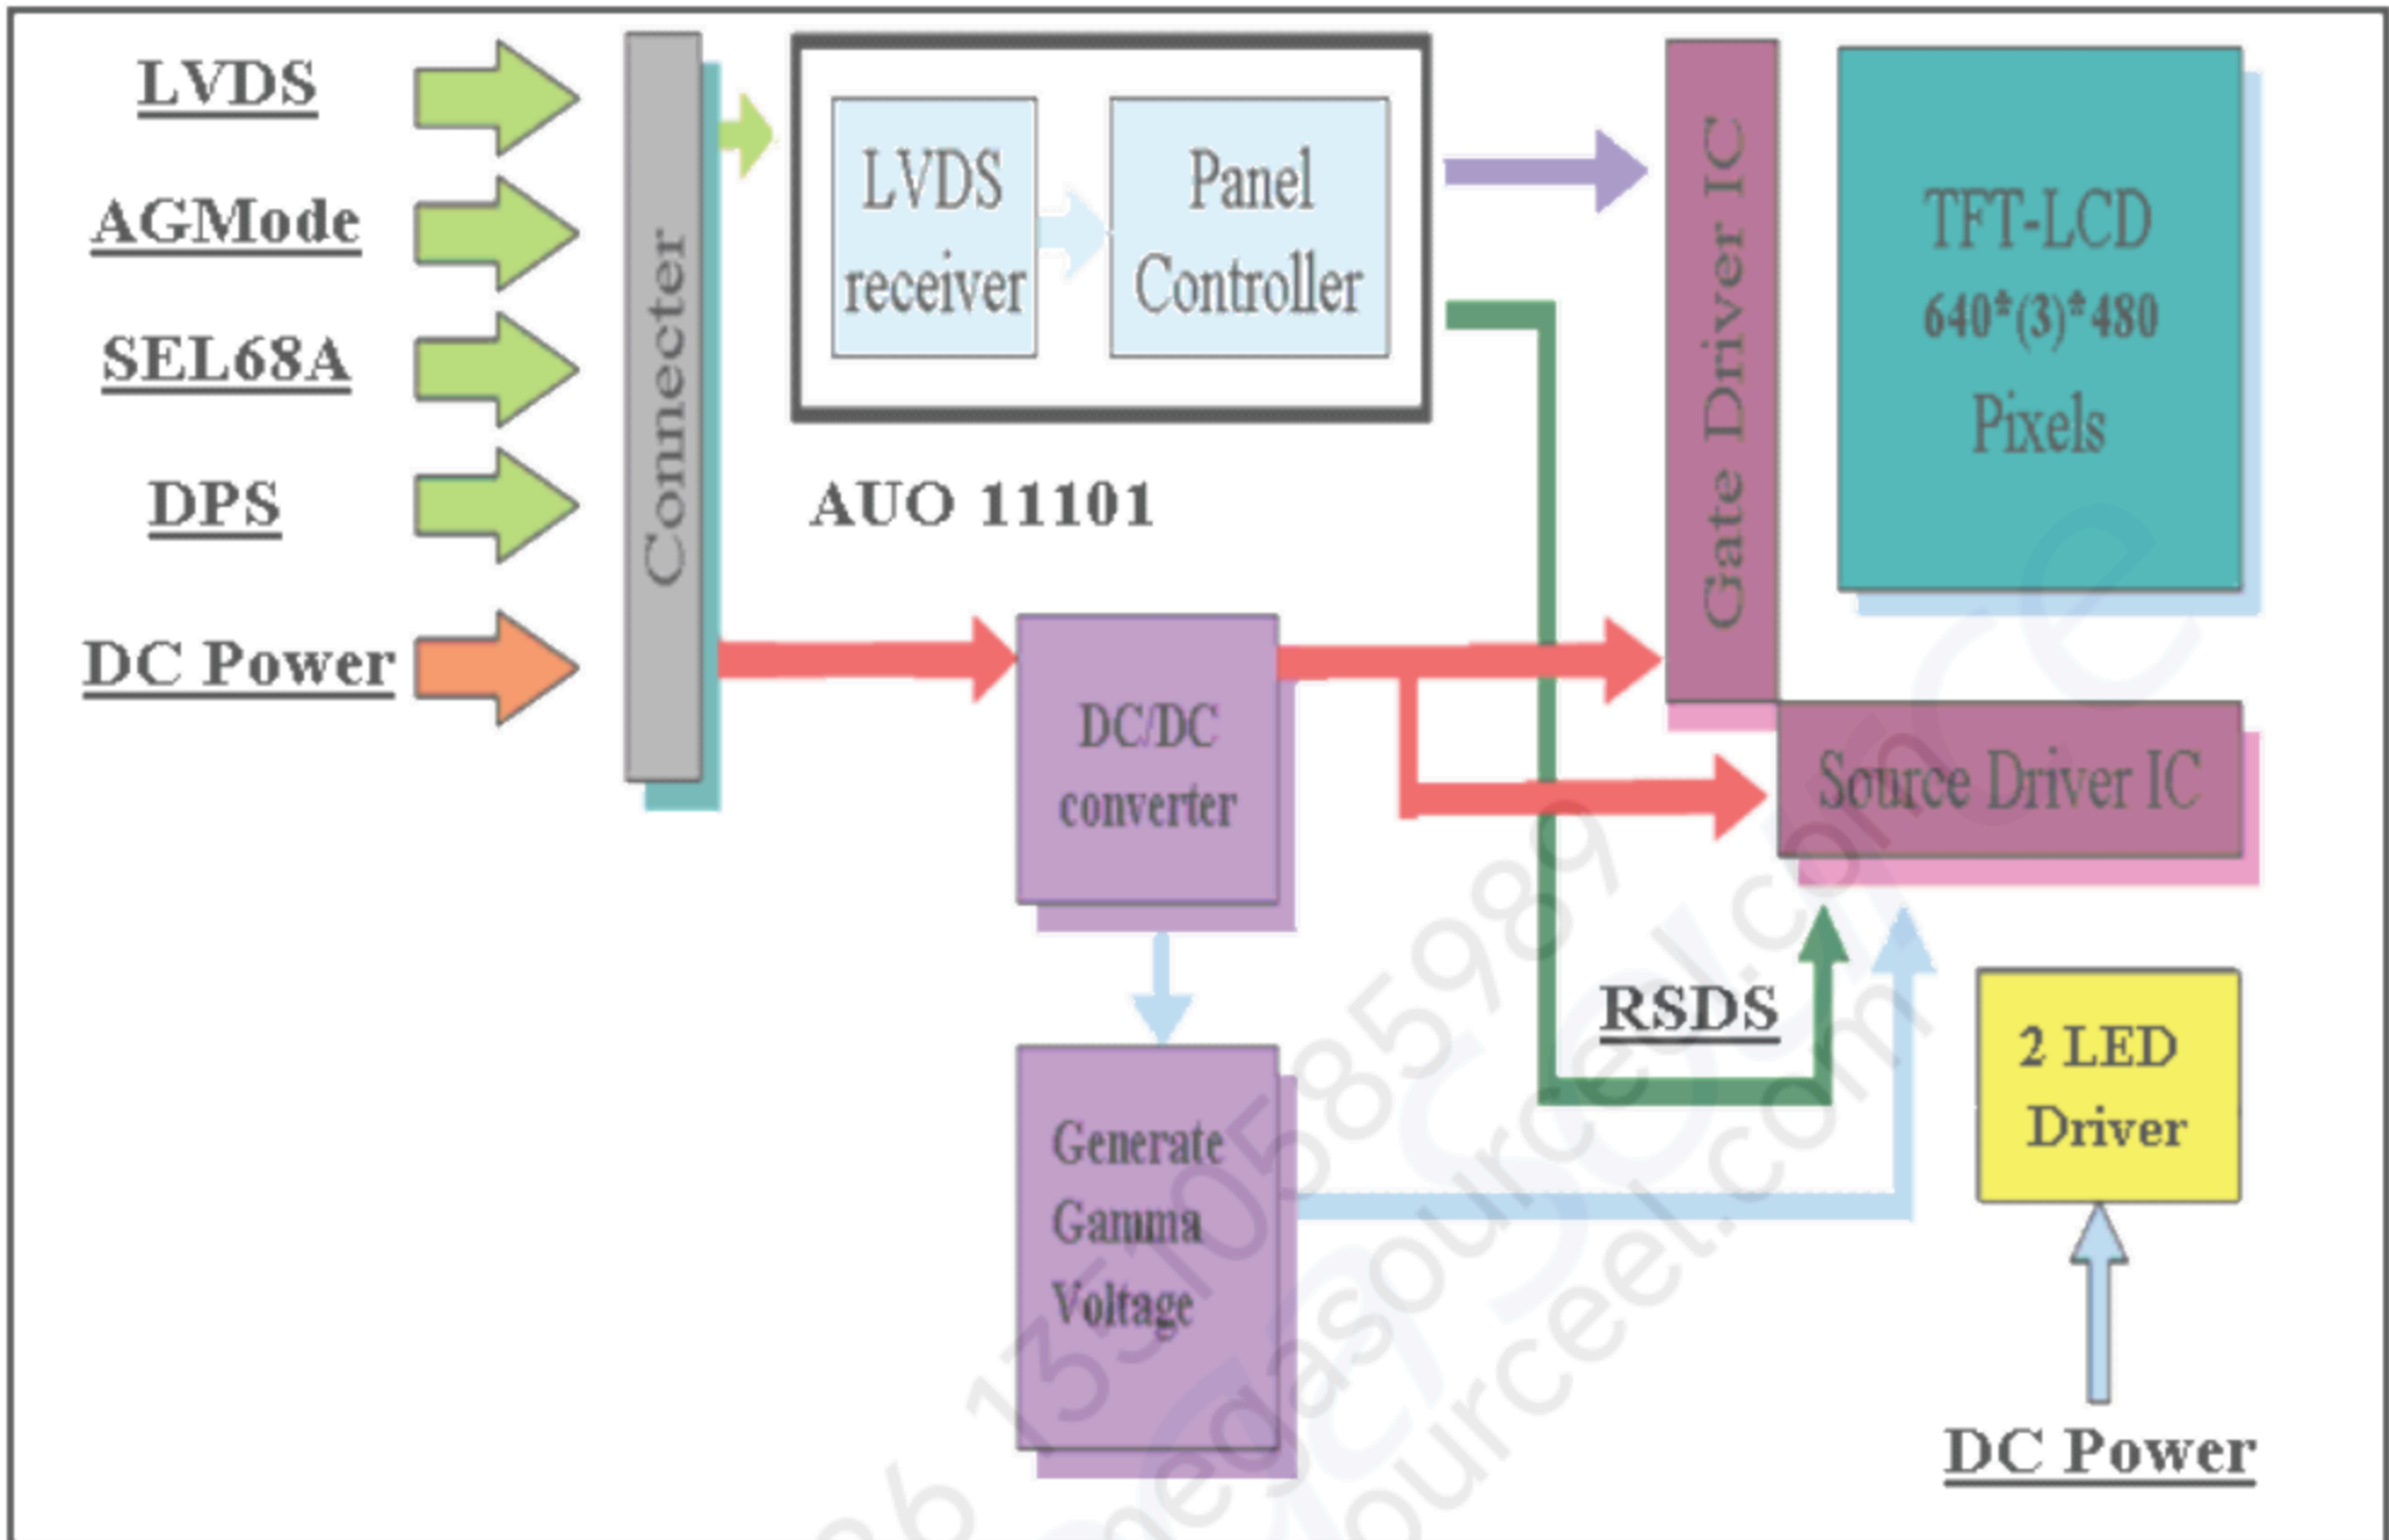 LVDS
AGMode
SEL68A
DPS
DC Power
Connecter
LVDS
receiver
Panel
Controller
AUO 11101
Gate Driver IC
TFT-LCD
640*(3)*480
Pixels
DC/DC
converter
Source Driver IC
RSDS
Generate
Gamma
Voltage
2 LED
Driver
DC Power